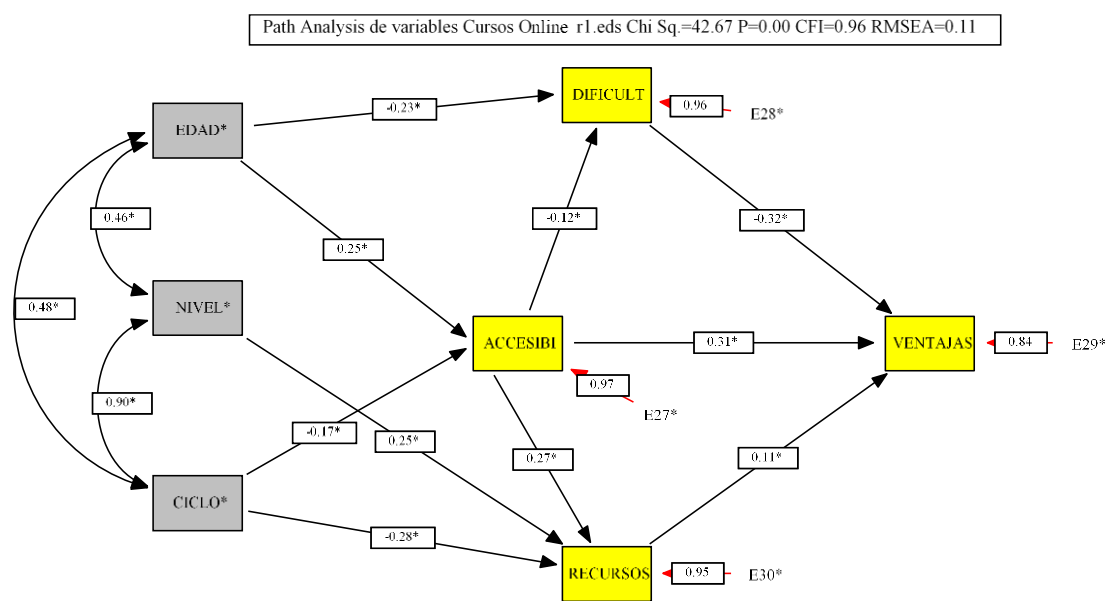 Path Analysis de variables Cursos Online r1.eds Chi Sq.=42.67 P=0.00 CFI=0.96 RMSEA=0.11
DIFICULT
0.96
E28*
-0.23*
EDAD*
0.46*
-0.12*
-0.32*
0.25*
0.48*
NIVEL*
ACCESIBI
0.31*
VENTAJAS
0.84
E29*
0.97
E27*
0.90*
-0.17*
0.25*
0.27*
0.11*
CICLO*
-0.28*
RECURSOS
0.95
E30*